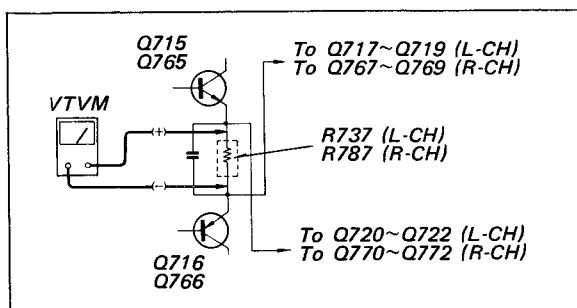 Q715
Q765
To Q717~Q719 (L-CH)
To Q767~Q769 (R-CH)
VTVM
(+)
R737 (L-CH)
R787 (R-CH)
(−)
To Q720~Q722 (L-CH)
To Q770~Q772 (R-CH)
Q716
Q766